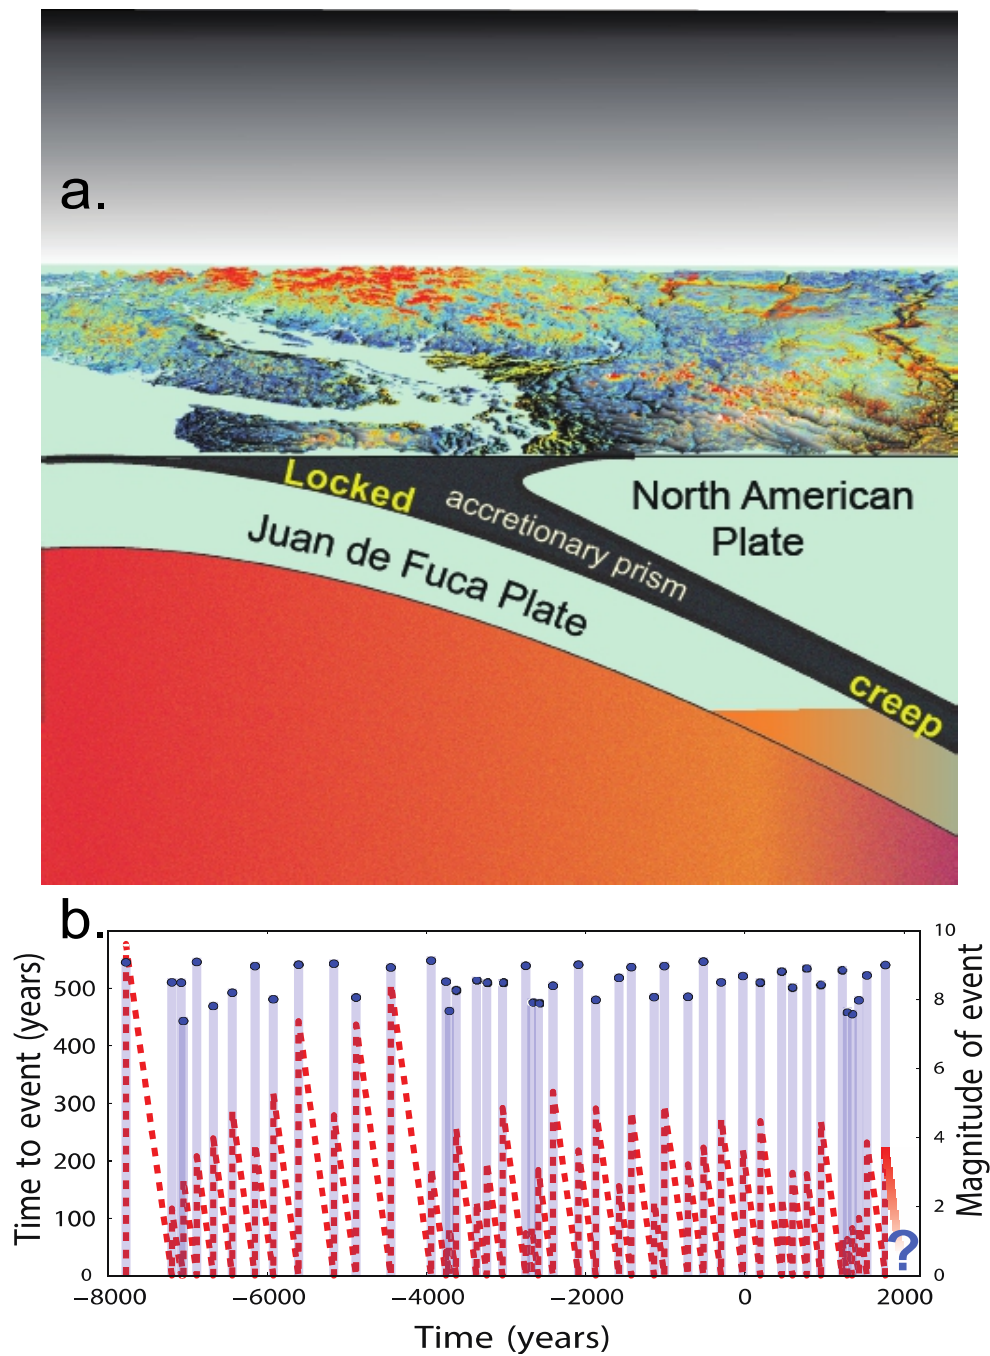 a.
Locked
accretionary prism
North American
Plate
Juan de Fuca Plate
creep
b.
Time to event (years)
500
400
300
200
100
0
10
8
6
4
2
0
Magnitude of event
?
−8000
−6000
−4000
−2000
0
2000
Time (years)